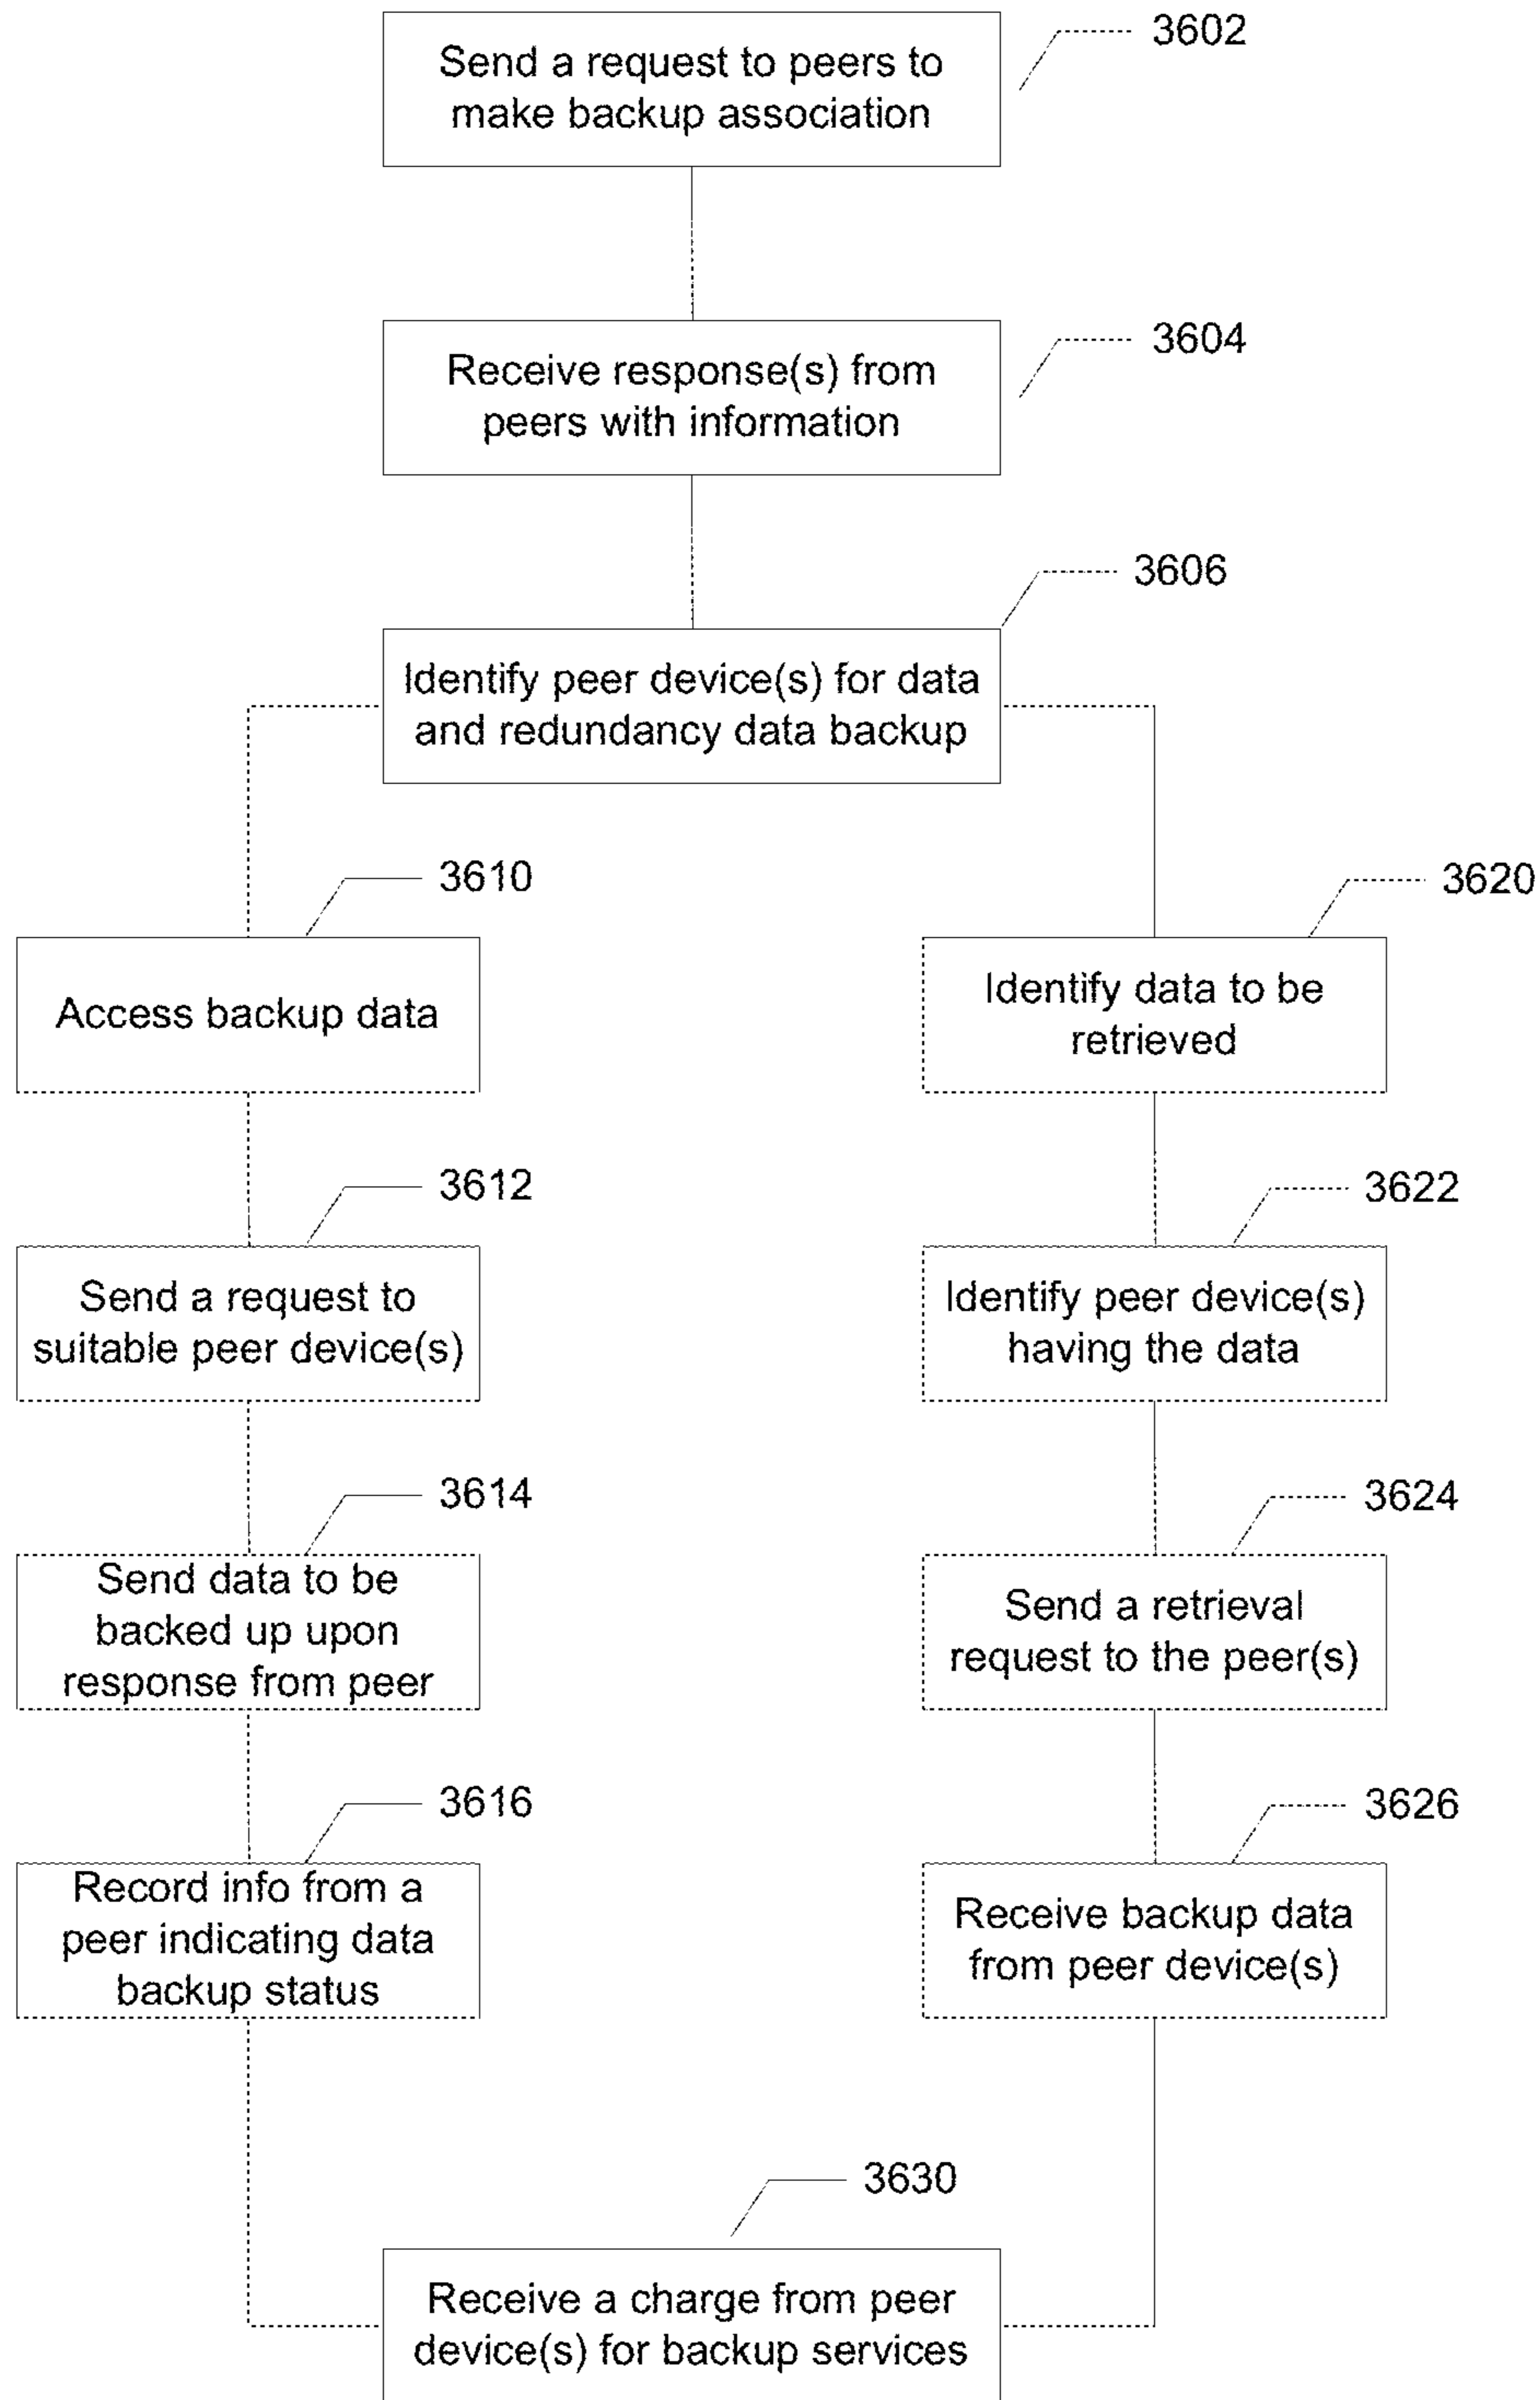 Send a request to peers to
make backup association
3602
Receive response(s) from
peers with information
3604
3606
Identify peer device(s) for data
and redundancy data backup
3610
Access backup data
3612
Send a request to
suitable peer device(s)
3614
Send data to be
backed up upon
response from peer
3616
Record info from a
peer indicating data
backup status
3620
Identify data to be
retrieved
3622
Identify peer device(s)
having the data
3624
Send a retrieval
request to the peer(s)
3626
Receive backup data
from peer device(s)
3630
Receive a charge from peer
device(s) for backup services